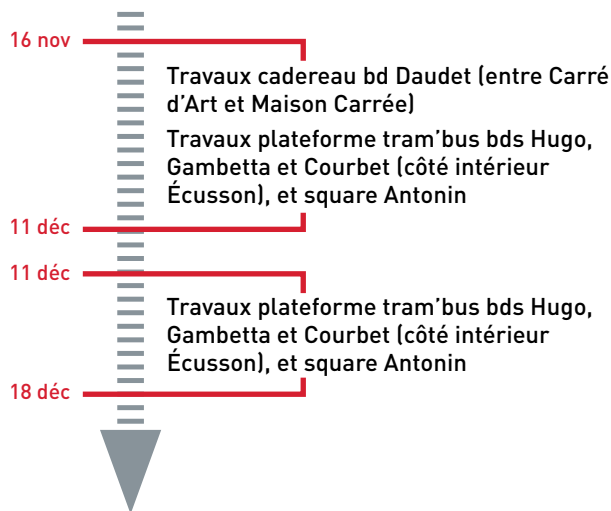 16 nov
Travaux cadereau bd Daudet (entre Carré
d'Art et Maison Carrée)
Travaux plateforme tram'bus bds Hugo,
Gambetta et Courbet (côté intérieur
Écusson), et square Antonin
11 déc
11 déc
Travaux plateforme tram'bus bds Hugo,
Gambetta et Courbet (côté intérieur
Écusson), et square Antonin
18 déc